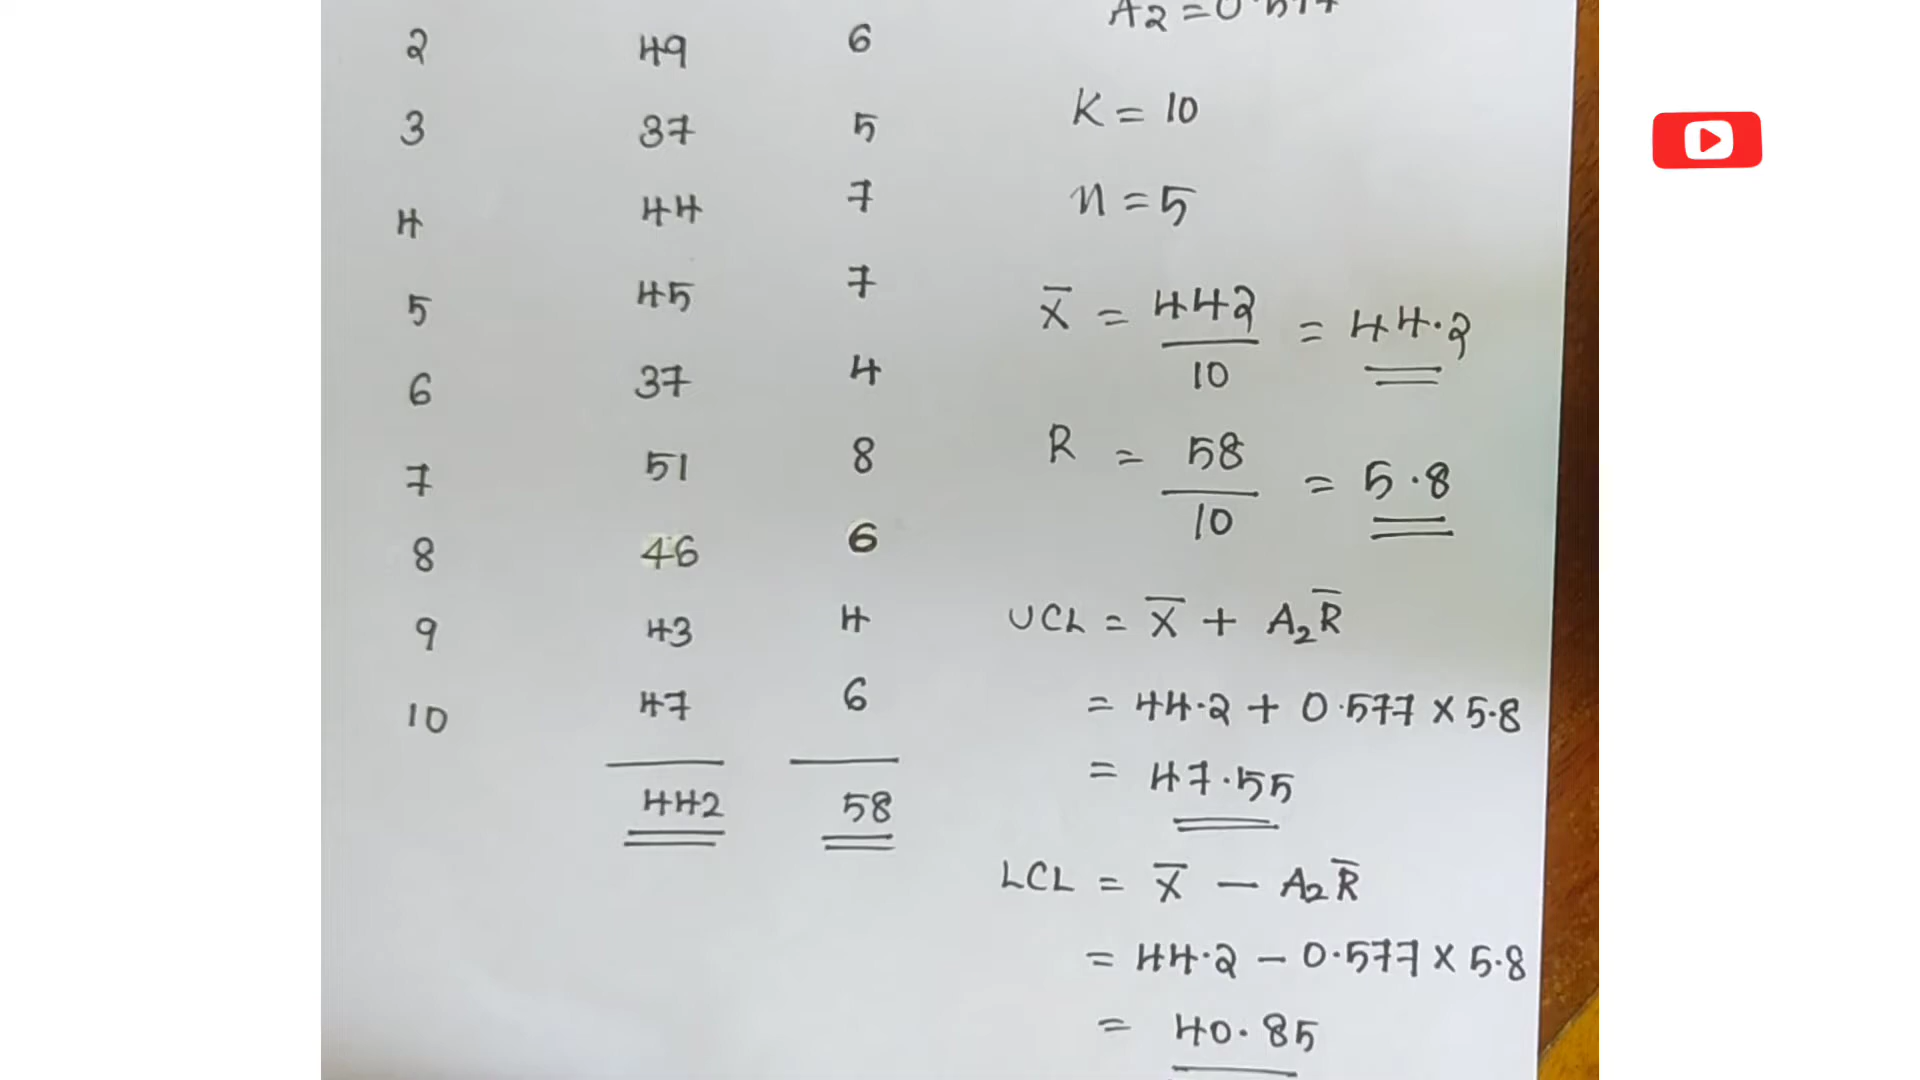 A2 = 0.577
2 49 6
3 37 5
K = 10
4 44 7
n = 5
5 45 7
X̄ = 442/10 = 44.2
6 37 4
7 51 8
R = 58/10 = 5.8
8 46 6
9 43 4
UCL = X̄ + A2R̄
10 47 6
= 44.2 + 0.577 × 5.8
442 58
= 47.55
LCL = X̄ – A2R̄
= 44.2 – 0.577 × 5.8
= 40.85